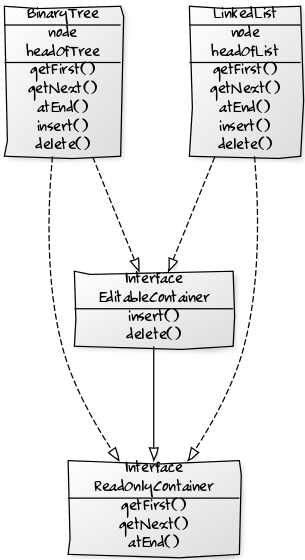 BinaryTree
node
headOfTree
getFirst()
getNext()
atEnd()
insert()
delete()
LinkedList
node
headOfList
getFirst()
getNext()
atEnd()
insert()
delete()
Interface
EditableContainer
insert()
delete()
Interface
ReadOnlyContainer
getFirst()
getNext()
atEnd()